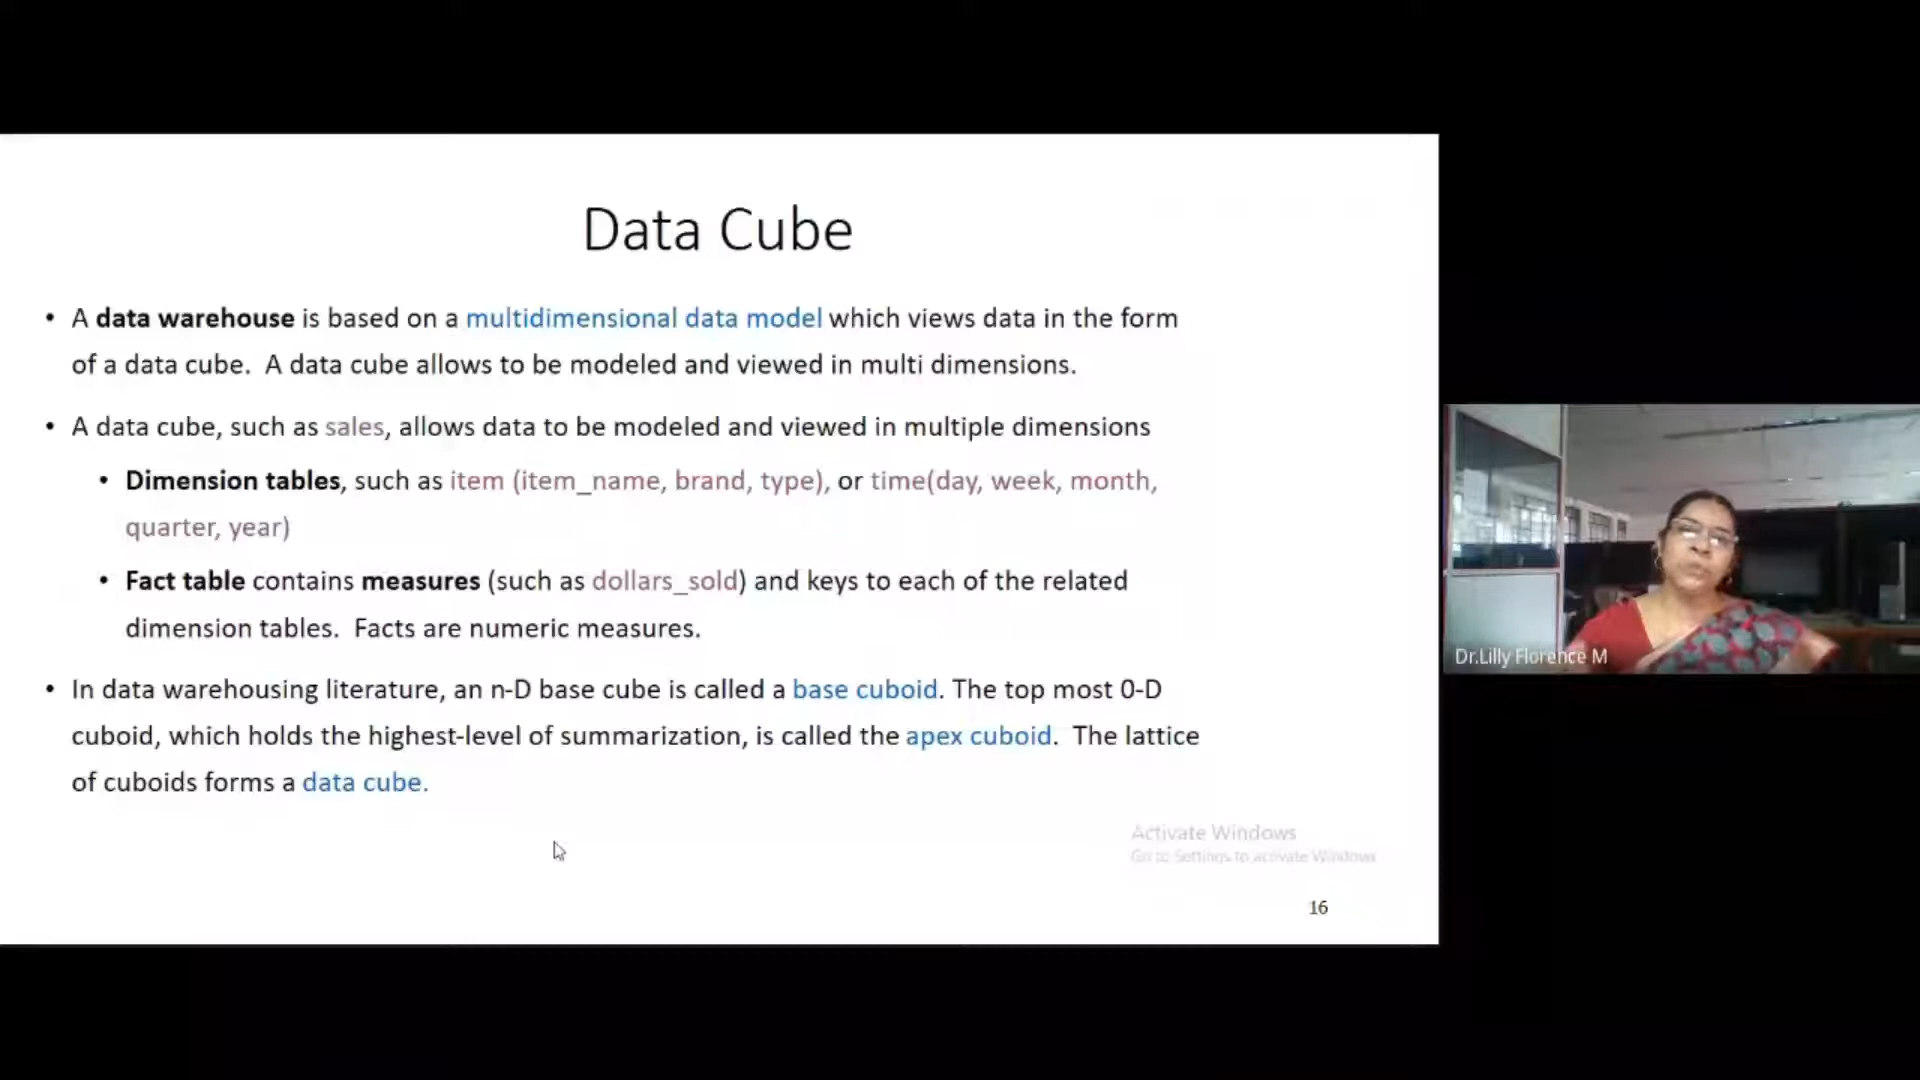 Data Cube
• A data warehouse is based on a multidimensional data model which views data in the form
of a data cube.  A data cube allows to be modeled and viewed in multi dimensions.
• A data cube, such as sales, allows data to be modeled and viewed in multiple dimensions
• Dimension tables, such as item (item_name, brand, type), or time(day, week, month,
quarter, year)
• Fact table contains measures (such as dollars_sold) and keys to each of the related
dimension tables.  Facts are numeric measures.
• In data warehousing literature, an n-D base cube is called a base cuboid. The top most 0-D
cuboid, which holds the highest-level of summarization, is called the apex cuboid.  The lattice
of cuboids forms a data cube.
Activate Windows
Go to Settings to activate Windows
16
Dr.Lilly Florence M